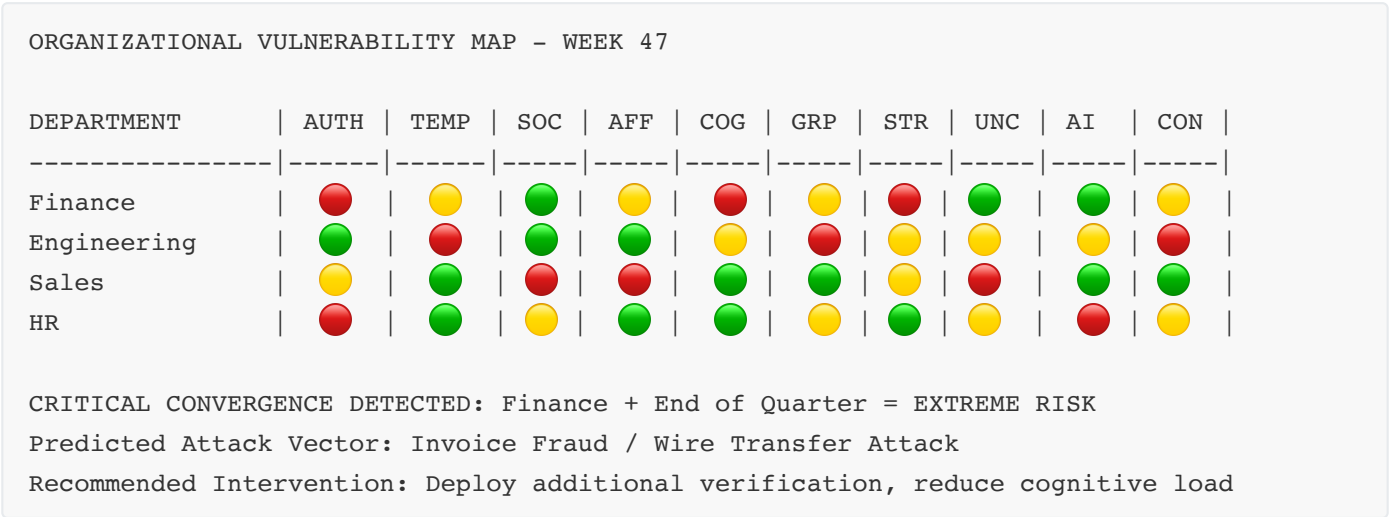 ORGANIZATIONAL VULNERABILITY MAP – WEEK 47
DEPARTMENT | AUTH | TEMP | SOC | AFF | COG | GRP | STR | UNC | AI | CON |
----------------|------|------|-----|-----|-----|-----|-----|-----|-----|-----|
Finance | 🔴 | 🟡 | 🟢 | 🟡 | 🔴 | 🟡 | 🔴 | 🟢 | 🟢 | 🟡 |
Engineering | 🟢 | 🔴 | 🟢 | 🟢 | 🟡 | 🔴 | 🟡 | 🟡 | 🟡 | 🔴 |
Sales | 🟡 | 🟢 | 🔴 | 🔴 | 🟢 | 🟢 | 🟡 | 🔴 | 🟢 | 🟢 |
HR | 🔴 | 🟢 | 🟡 | 🟢 | 🟢 | 🟡 | 🟢 | 🟡 | 🔴 | 🟡 |
CRITICAL CONVERGENCE DETECTED: Finance + End of Quarter = EXTREME RISK
Predicted Attack Vector: Invoice Fraud / Wire Transfer Attack
Recommended Intervention: Deploy additional verification, reduce cognitive load